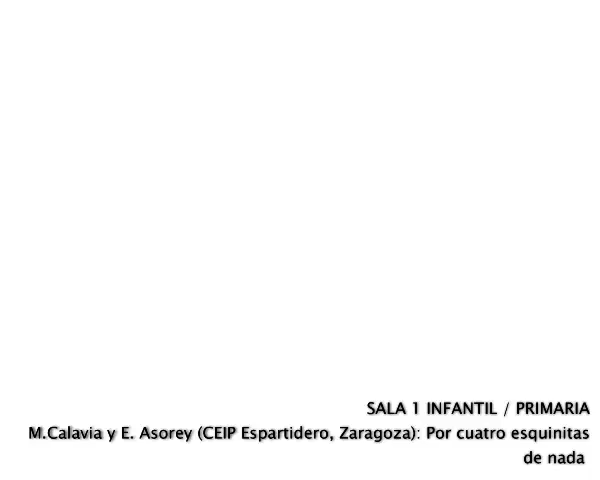 SALA 1 INFANTIL / PRIMARIA
M.Calavia y E. Asorey (CEIP Espartidero, Zaragoza): Por cuatro esquinitas
de nada